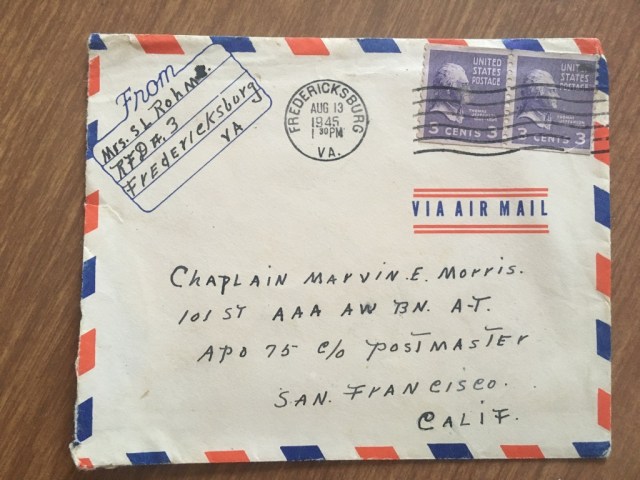 From
Mrs. S L Rohm
RFD #. 3
Fredericksburg
VA
FREDERICKSBURG
AUG 13
1945
1 30 PM
VA.
UNITED
STATES
POSTAGE
3 CENTS 3
UNITED
STATES
POSTAGE
3 CENTS 3
VIA AIR MAIL
Chaplain Marvin. E. Morris.
101 ST AAA AW BN. A-T.
APO 75 c/o Postmaster
San. Francisco.
Calif.